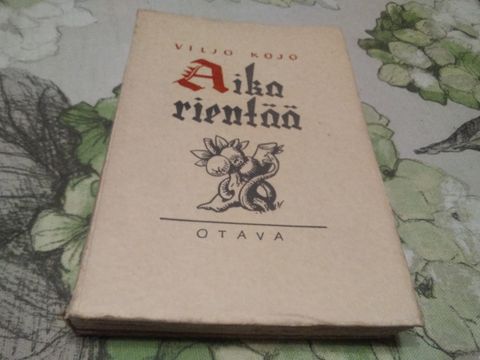 VILJO KOJO
Aika
rientää
OTAVA